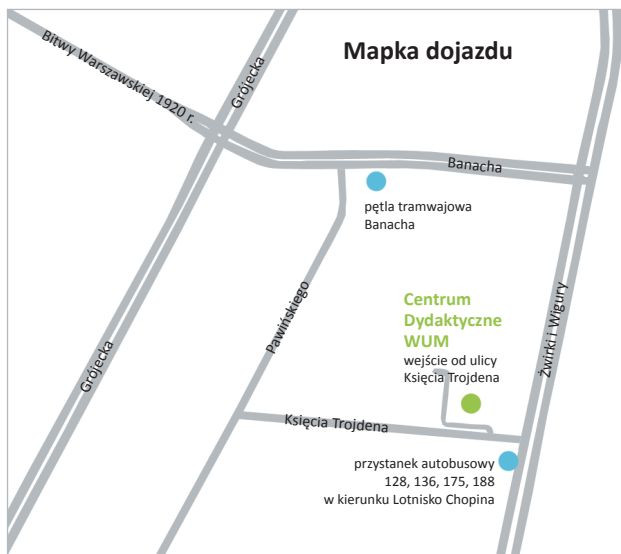 Mapka dojazdu
Bitwy Warszawskiej 1920 r.
Grójecka
Banacha
pętla tramwajowa
Banacha
Pawińskiego
Centrum
Dydaktyczne
WUM
wejście od ulicy
Księcia Trojdena
Żwirki i Wigury
Grójecka
Księcia Trojdena
przystanek autobusowy
128, 136, 175, 188
w kierunku Lotnisko Chopina